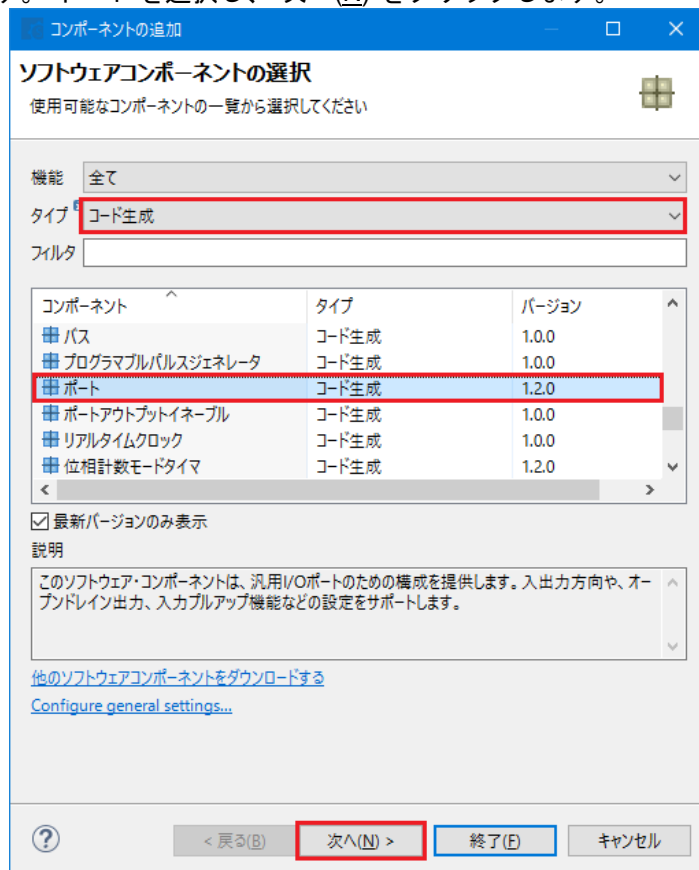 コンポーネントの追加
ソフトウェアコンポーネントの選択
使用可能なコンポーネントの一覧から選択してください
機能 全て
タイプ コード生成
フィルタ
コンポーネント タイプ バージョン
バス コード生成 1.0.0
プログラマブルパルスジェネレータ コード生成 1.0.0
ポート コード生成 1.2.0
ポートアウトプットイネーブル コード生成 1.0.0
リアルタイムクロック コード生成 1.0.0
位相計数モードタイマ コード生成 1.2.0
最新バージョンのみ表示
説明
このソフトウェア・コンポーネントは、汎用I/Oポートのための構成を提供します。入出力方向や、オー
プンドレイン出力、入力プルアップ機能などの設定をサポートします。
他のソフトウェアコンポーネントをダウンロードする
Configure general settings...
< 戻る(B) 次へ(N) > 終了(F) キャンセル